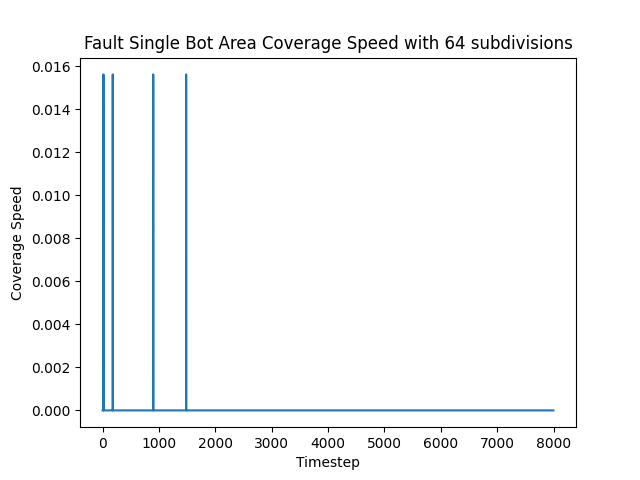 Fault Single Bot Area Coverage Speed with 64 subdivisions
0.016
0.014
0.012
0.010
0.008
0.006
0.004
0.002
0.000
Coverage Speed
0 1000 2000 3000 4000 5000 6000 7000 8000
Timestep